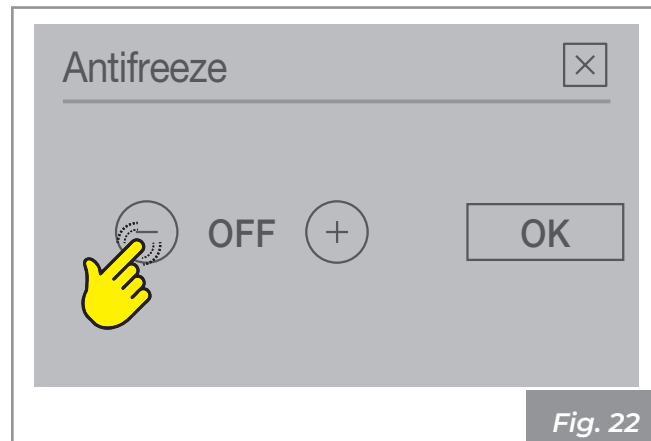 Antifreeze ×
− OFF + OK
Fig. 22